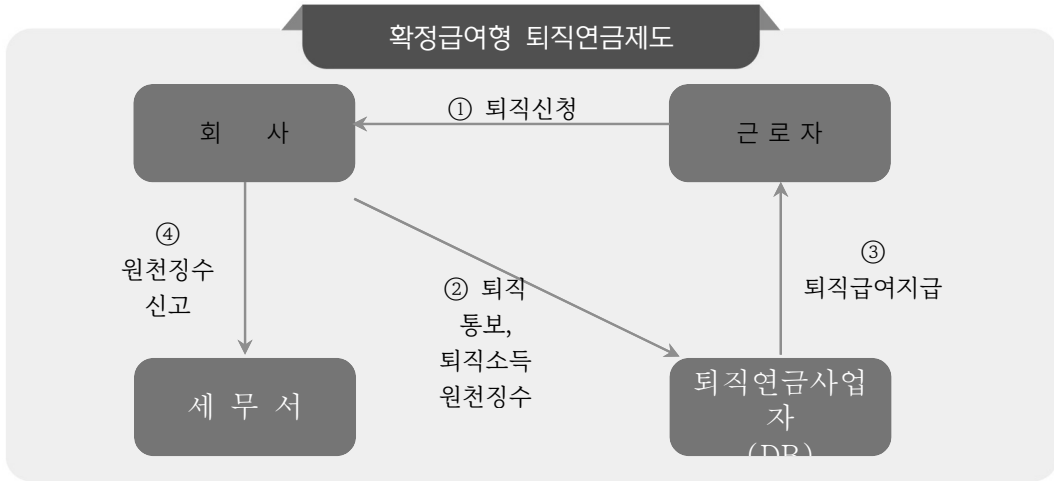 확정급여형 퇴직연금제도
회 사
① 퇴직신청
근 로 자
④
원천징수
신고
② 퇴직
통보,
퇴직소득
원천징수
③
퇴직급여지급
세 무 서
퇴직연금사업
자
(DB)